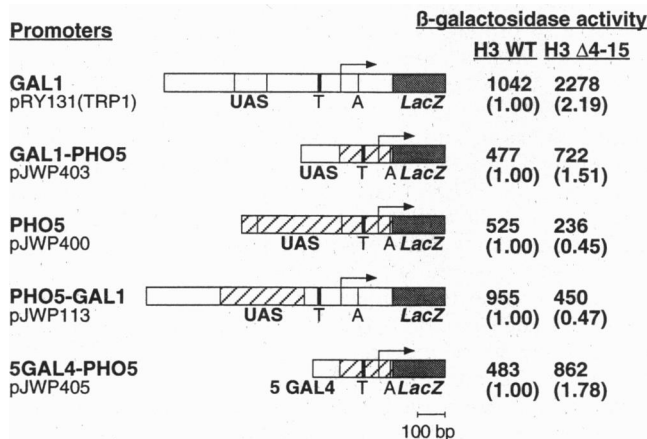 Promoters
ß-galactosidase activity
H3 WT H3 Δ4-15
GAL1
pRY131(TRP1)
UAS T A LacZ
1042 2278
(1.00) (2.19)
GAL1-PHO5
pJWP403
UAS T A LacZ
477 722
(1.00) (1.51)
PHO5
pJWP400
UAS T A LacZ
525 236
(1.00) (0.45)
PHO5-GAL1
pJWP113
UAS T A LacZ
955 450
(1.00) (0.47)
5GAL4-PHO5
pJWP405
5 GAL4 T A LacZ
483 862
(1.00) (1.78)
100 bp